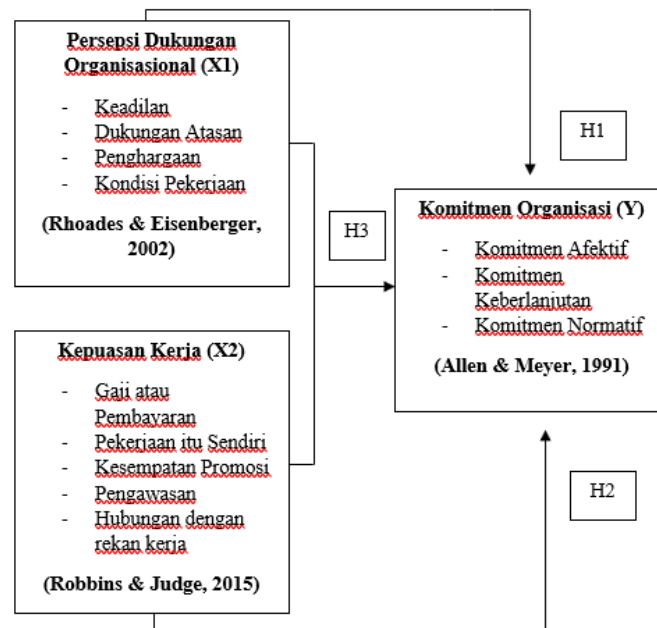 Persepsi Dukungan
Organisasional (X1)
- Keadilan
- Dukungan Atasan
- Penghargaan
- Kondisi Pekerjaan
(Rhoades & Eisenberger,
2002)
H1
H3
Komitmen Organisasi (Y)
- Komitmen Afektif
- Komitmen
Keberlanjutan
- Komitmen Normatif
(Allen & Meyer, 1991)
Kepuasan Kerja (X2)
- Gaji atau
Pembayaran
- Pekerjaan itu Sendiri
- Kesempatan Promosi
- Pengawasan
- Hubungan dengan
rekan kerja
(Robbins & Judge, 2015)
H2